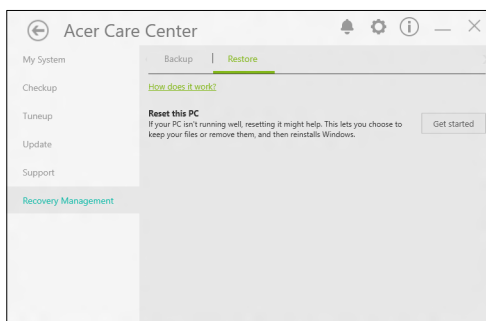 Acer Care Center
My System
Backup
Restore
Checkup
How does it work?
Tuneup
Reset this PC
If your PC isn't running well, resetting it might help. This lets you choose to
keep your files or remove them, and then reinstalls Windows.
Get started
Update
Support
Recovery Management